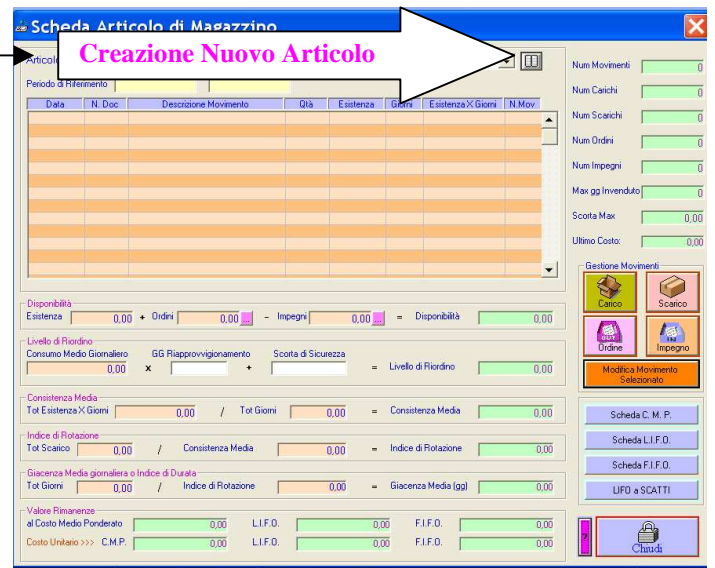 Scheda Articolo di Magazzino
Creazione Nuovo Articolo
Articolo
Periodo di Riferimento
Data N. Doc Descrizione Movimento Qtà Esistenza Giorni Esistenza X Giorni N.Mov
Num Movimenti 0
Num Carichi 0
Num Scarichi 0
Num Ordini 0
Num Impegni 0
Max gg Invenduto 0
Scorta Max 0,00
Ultimo Costo: 0,00
Gestione Movimenti
Carico Scarico
OUT IN
Ordine Impegno
Modifica Movimento
Selezionato
Disponibilità
Esistenza 0,00 + Ordini 0,00 ... - Impegni 0,00 ... = Disponibilità 0,00
Livello di Riordino
Consumo Medio Giornaliero GG Riapprovvigionamento Scorta di Sicurezza
0,00 x + = Livello di Riordino 0,00
Consistenza Media
Tot Esistenza X Giorni 0,00 / Tot Giorni 0,00 = Consistenza Media 0,00
Indice di Rotazione
Tot Scarico 0,00 / Consistenza Media 0,00 = Indice di Rotazione 0,00
Giacenza Media giornaliera o Indice di Durata
Tot Giorni 0,00 / Indice di Rotazione 0,00 = Giacenza Media (gg) 0,00
Valore Rimanenze
al Costo Medio Ponderato 0,00 L.I.F.O. 0,00 F.I.F.O. 0,00
Costo Unitario >>> C.M.P. 0,00 L.I.F.O. 0,00 F.I.F.O. 0,00
Scheda C. M. P.
Scheda L.I.F.O.
Scheda F.I.F.O.
LIFO a SCATTI
?
Chiudi